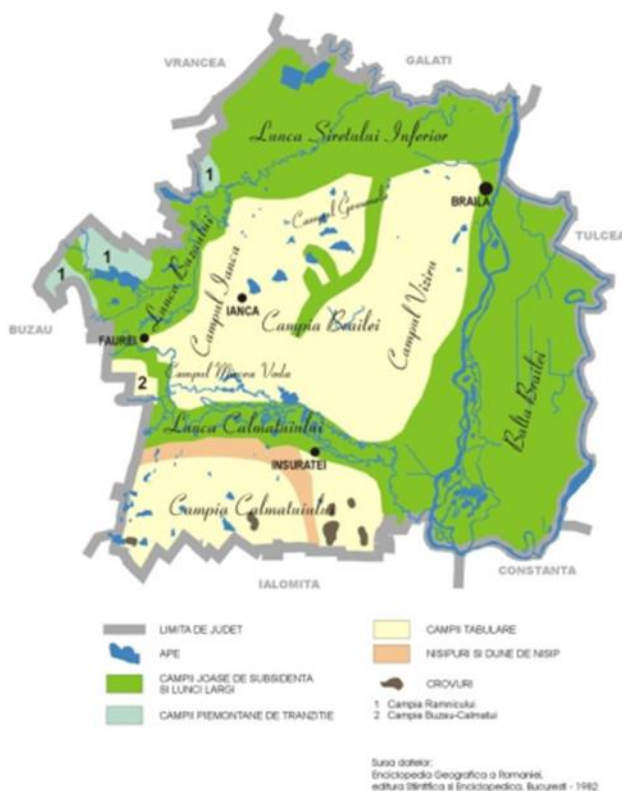 VRANCEA
GALATI
Lunca Siretului Inferior
1
BRAILA
Campul Gemenele
TULCEA
1
1
Lunca Buzaului
Campul Ianca
IANCA
Campia Brailei
Campul Viziru
BUZAU
FAUREI
2
Campul Mircea Voda
Balta Brailei
Lunca Calmatuiului
INSURATEI
Campia Calmatuiului
IALOMITA
CONSTANTA
LIMITA DE JUDET
APE
CAMPII JOASE DE SUBSIDENTA
SI LUNCI LARGI
CAMPII PIEMONTANE DE TRANZITIE
CAMPII TABULARE
NISIPURI SI DUNE DE NISIP
CROVURI
1 Campia Ramnicului
2 Campia Buzau-Calmatui
Sursa datelor:
Enciclopedia Geografica a Romaniei,
editura Stiintifica si Enciclopedica, Bucuresti - 1982